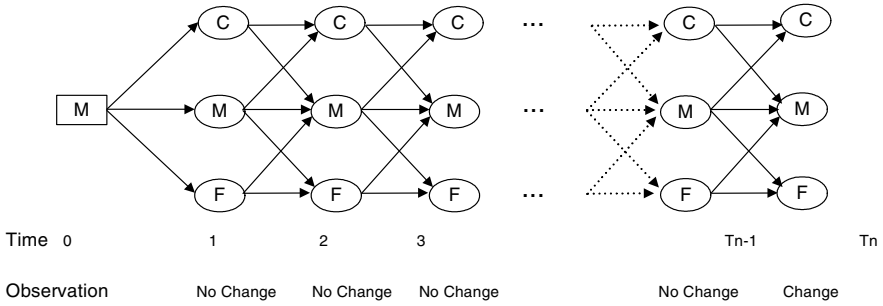 C C C ... C C
M M M M ... M M
F F F ... F F
Time 0 1 2 3 Tn-1 Tn
Observation No Change No Change No Change No Change Change